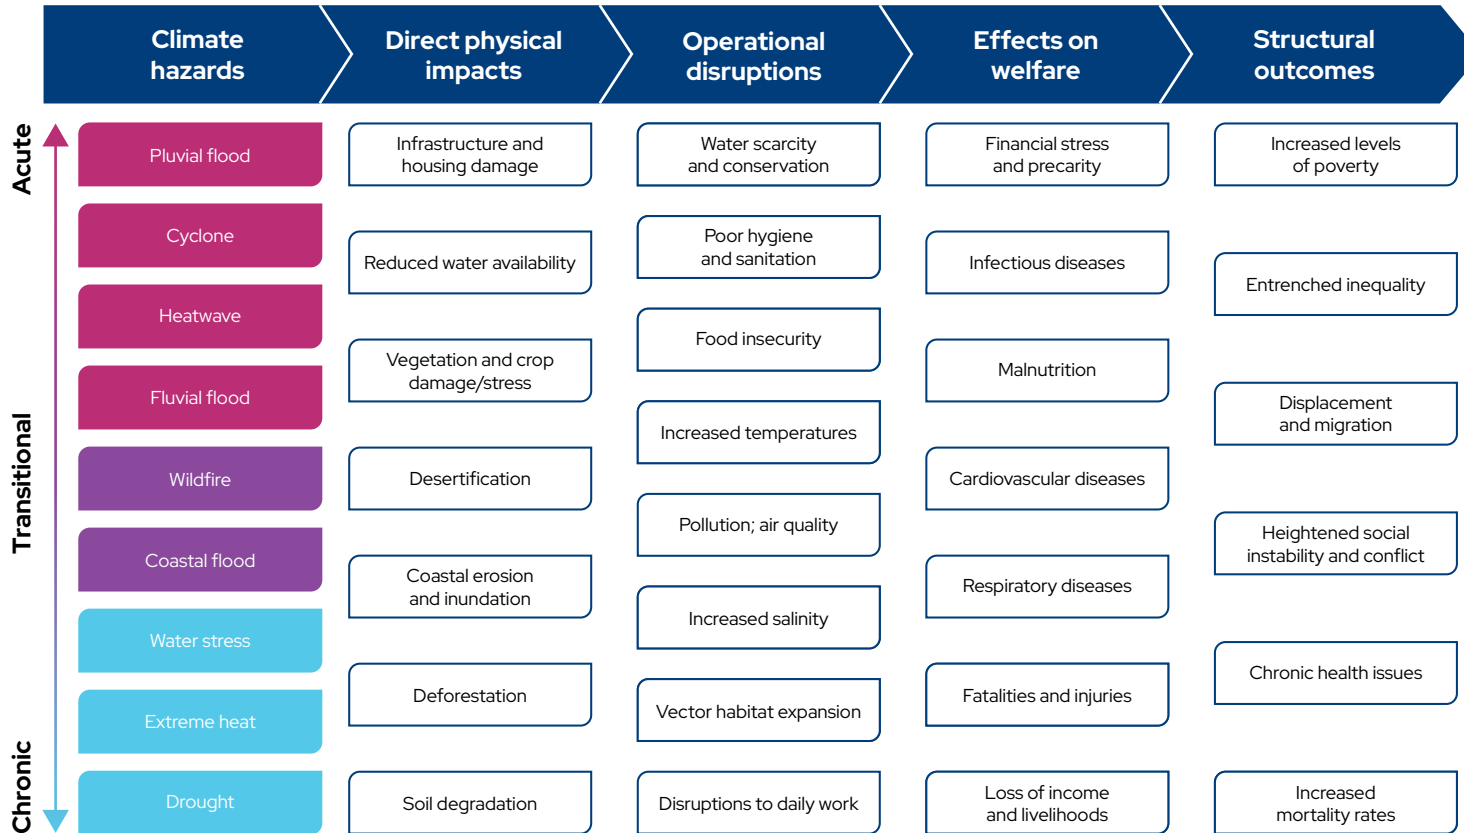 Climate
hazards
Direct physical
impacts
Operational
disruptions
Effects on
welfare
Structural
outcomes
Acute
Transitional
Chronic
Pluvial flood
Cyclone
Heatwave
Fluvial flood
Wildfire
Coastal flood
Water stress
Extreme heat
Drought
Infrastructure and
housing damage
Reduced water availability
Vegetation and crop
damage/stress
Desertification
Coastal erosion
and inundation
Deforestation
Soil degradation
Water scarcity
and conservation
Poor hygiene
and sanitation
Food insecurity
Increased temperatures
Pollution; air quality
Increased salinity
Vector habitat expansion
Disruptions to daily work
Financial stress
and precarity
Infectious diseases
Malnutrition
Cardiovascular diseases
Respiratory diseases
Fatalities and injuries
Loss of income
and livelihoods
Increased levels
of poverty
Entrenched inequality
Displacement
and migration
Heightened social
instability and conflict
Chronic health issues
Increased
mortality rates